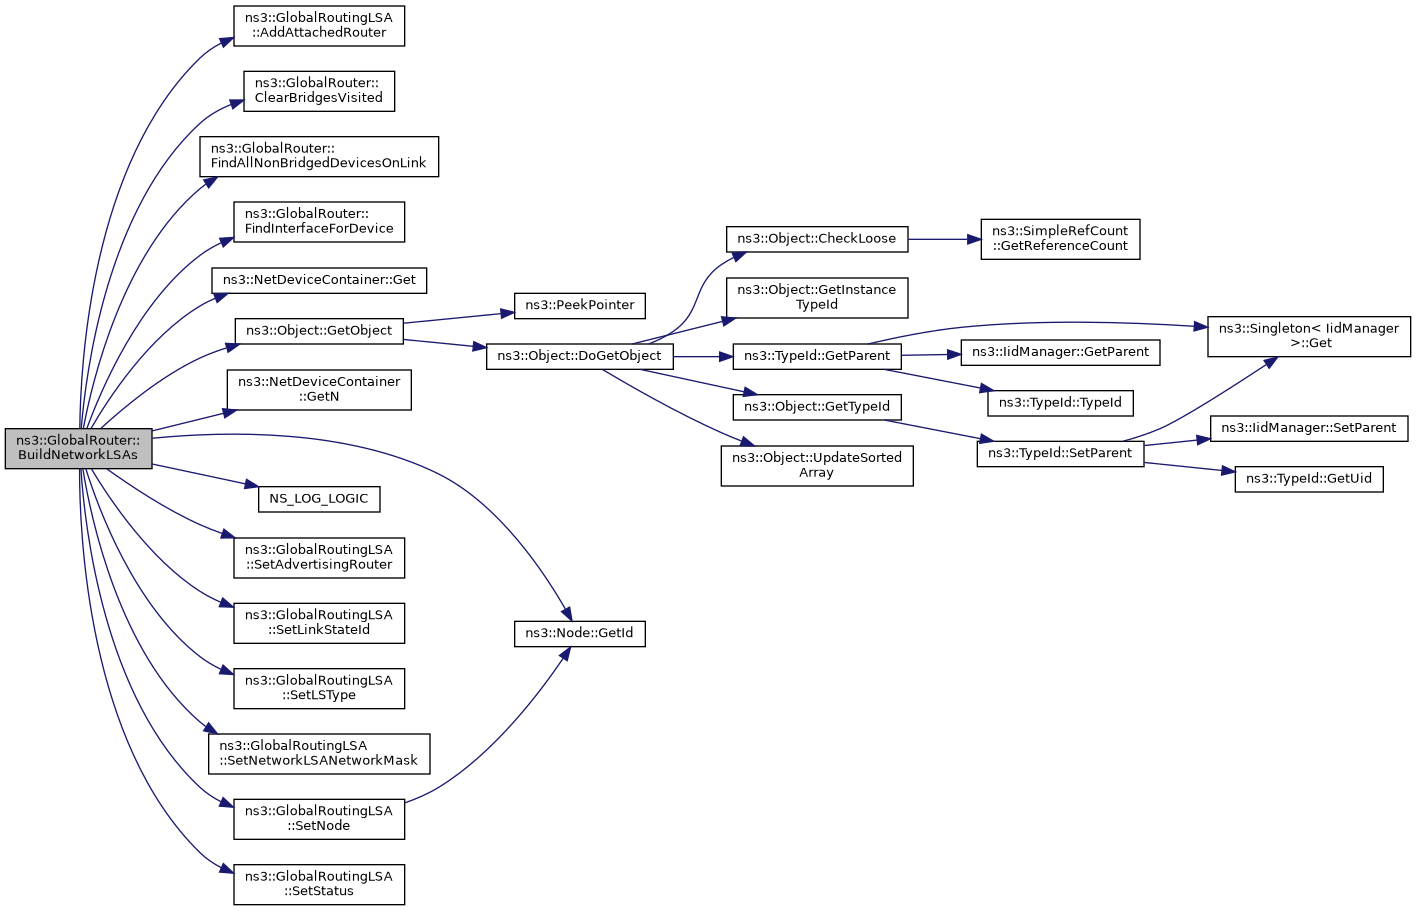 ns3::GlobalRoutingLSA
::AddAttachedRouter
ns3::GlobalRouter::
ClearBridgesVisited
ns3::GlobalRouter::
FindAllNonBridgedDevicesOnLink
ns3::GlobalRouter::
FindInterfaceForDevice
ns3::NetDeviceContainer::Get
ns3::Object::GetObject
ns3::NetDeviceContainer
::GetN
ns3::GlobalRouter::
BuildNetworkLSAs
NS_LOG_LOGIC
ns3::GlobalRoutingLSA
::SetAdvertisingRouter
ns3::GlobalRoutingLSA
::SetLinkStateId
ns3::GlobalRoutingLSA
::SetLSType
ns3::GlobalRoutingLSA
::SetNetworkLSANetworkMask
ns3::GlobalRoutingLSA
::SetNode
ns3::GlobalRoutingLSA
::SetStatus
ns3::PeekPointer
ns3::Object::DoGetObject
ns3::Node::GetId
ns3::Object::CheckLoose
ns3::Object::GetInstance
TypeId
ns3::TypeId::GetParent
ns3::Object::GetTypeId
ns3::Object::UpdateSorted
Array
ns3::SimpleRefCount
::GetReferenceCount
ns3::IidManager::GetParent
ns3::TypeId::TypeId
ns3::TypeId::SetParent
ns3::Singleton< IidManager
>::Get
ns3::IidManager::SetParent
ns3::TypeId::GetUid